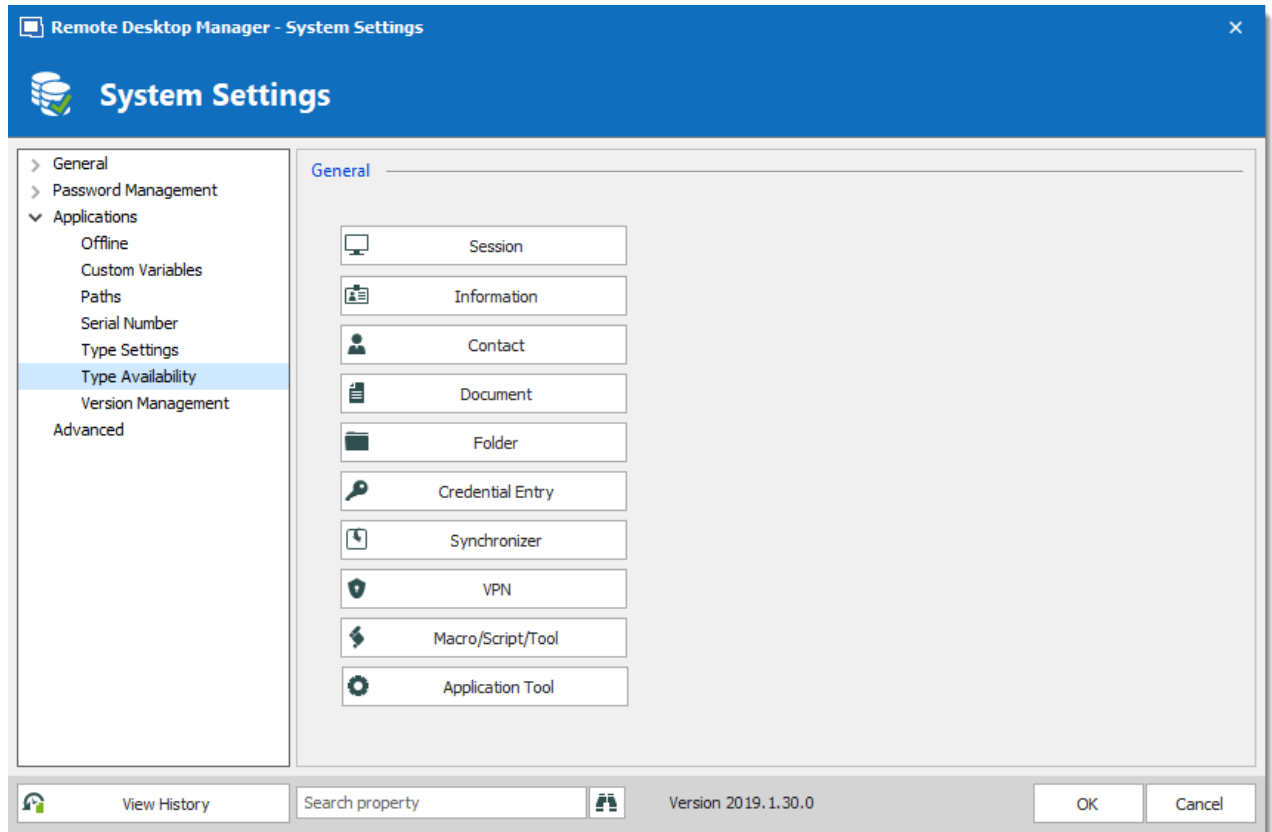 Remote Desktop Manager - System Settings
System Settings
General
Password Management
Applications
Offline
Custom Variables
Paths
Serial Number
Type Settings
Type Availability
Version Management
Advanced
General
Session
Information
Contact
Document
Folder
Credential Entry
Synchronizer
VPN
Macro/Script/Tool
Application Tool
View History
Search property
Version 2019.1.30.0
OK
Cancel